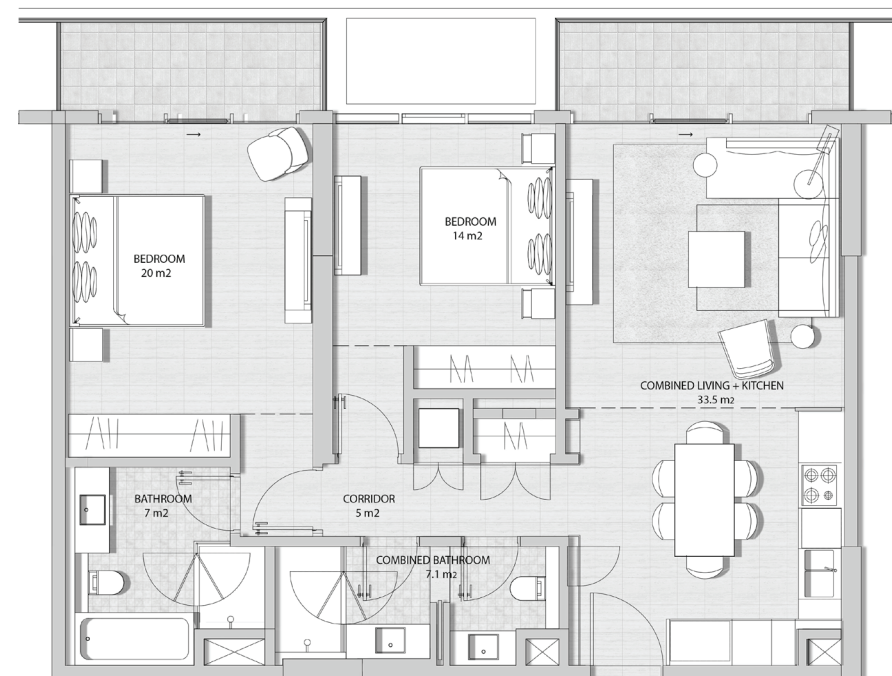 BEDROOM
20 m2
BEDROOM
14 m2
COMBINED LIVING + KITCHEN
33.5 m2
BATHROOM
7 m2
CORRIDOR
5 m2
COMBINED BATHROOM
7.1 m2